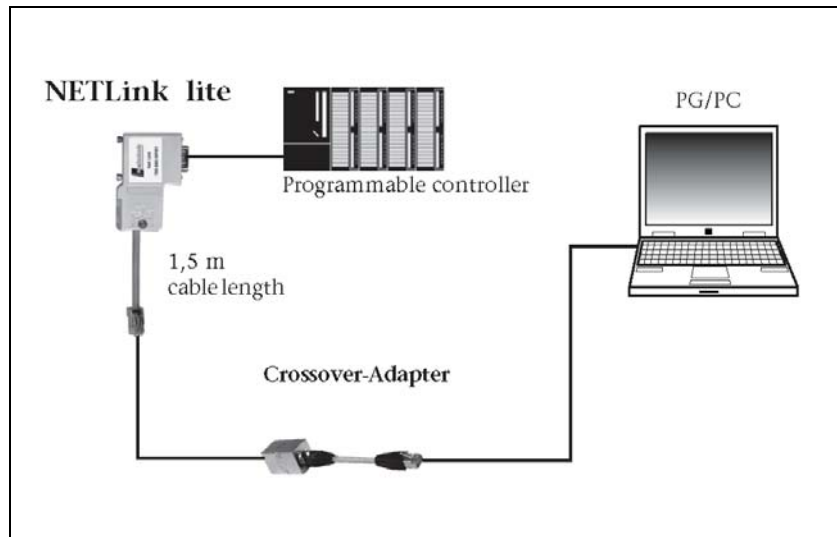 NETLink lite
PG/PC
Programmable controller
1,5 m
cable length
Crossover-Adapter